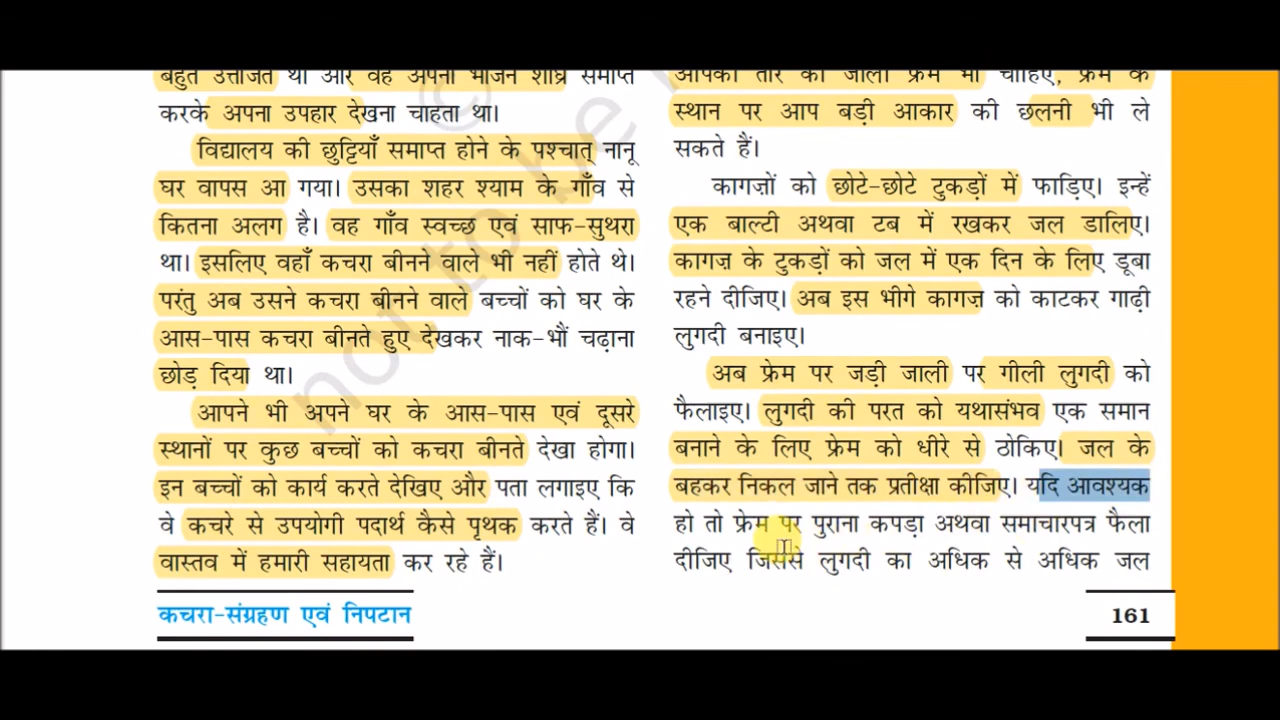 बहुत उत्तेजित था और वह अपना भोजन शीघ्र समाप्त
करके अपना उपहार देखना चाहता था।
विद्यालय की छुट्टियाँ समाप्त होने के पश्चात् नानू
घर वापस आ गया। उसका शहर श्याम के गाँव से
कितना अलग है। वह गाँव स्वच्छ एवं साफ-सुथरा
था। इसलिए वहाँ कचरा बीनने वाले भी नहीं होते थे।
परंतु अब उसने कचरा बीनने वाले बच्चों को घर के
आस-पास कचरा बीनते हुए देखकर नाक-भौं चढ़ाना
छोड़ दिया था।
आपने भी अपने घर के आस-पास एवं दूसरे
स्थानों पर कुछ बच्चों को कचरा बीनते देखा होगा।
इन बच्चों को कार्य करते देखिए और पता लगाइए कि
वे कचरे से उपयोगी पदार्थ कैसे पृथक करते हैं। वे
वास्तव में हमारी सहायता कर रहे हैं।
आपको तार की जाली फ्रेम भी चाहिए, फ्रेम के
स्थान पर आप बड़ी आकार की छलनी भी ले
सकते हैं।
कागज़ों को छोटे-छोटे टुकड़ों में फाड़िए। इन्हें
एक बाल्टी अथवा टब में रखकर जल डालिए।
कागज़ के टुकड़ों को जल में एक दिन के लिए डूबा
रहने दीजिए। अब इस भीगे कागज़ को काटकर गाढ़ी
लुगदी बनाइए।
अब फ्रेम पर जड़ी जाली पर गीली लुगदी को
फैलाइए। लुगदी की परत को यथासंभव एक समान
बनाने के लिए फ्रेम को धीरे से ठोकिए। जल के
बहकर निकल जाने तक प्रतीक्षा कीजिए। यदि आवश्यक
हो तो फ्रेम पर पुराना कपड़ा अथवा समाचारपत्र फैला
दीजिए जिससे लुगदी का अधिक से अधिक जल
कचरा-संग्रहण एवं निपटान
161
not to be
©